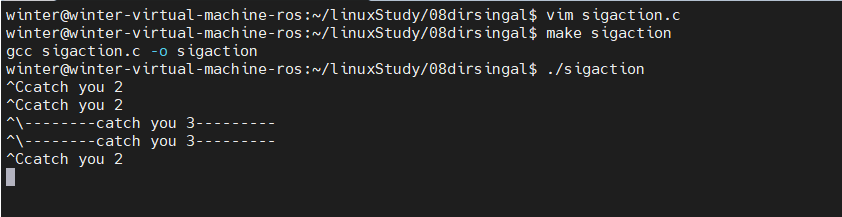 winter@winter-virtual-machine-ros:~/linuxStudy/08dirsingal$ vim sigaction.c
winter@winter-virtual-machine-ros:~/linuxStudy/08dirsingal$ make sigaction
gcc sigaction.c -o sigaction
winter@winter-virtual-machine-ros:~/linuxStudy/08dirsingal$ ./sigaction
^Ccatch you 2
^Ccatch you 2
^\--------catch you 3---------
^\--------catch you 3---------
^Ccatch you 2